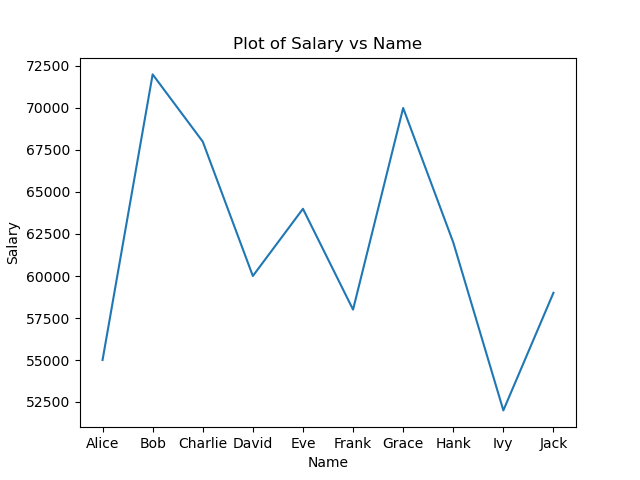 Plot of Salary vs Name
72500
70000
67500
65000
62500
60000
57500
55000
52500
Salary
Alice Bob Charlie David Eve Frank Grace Hank Ivy Jack
Name